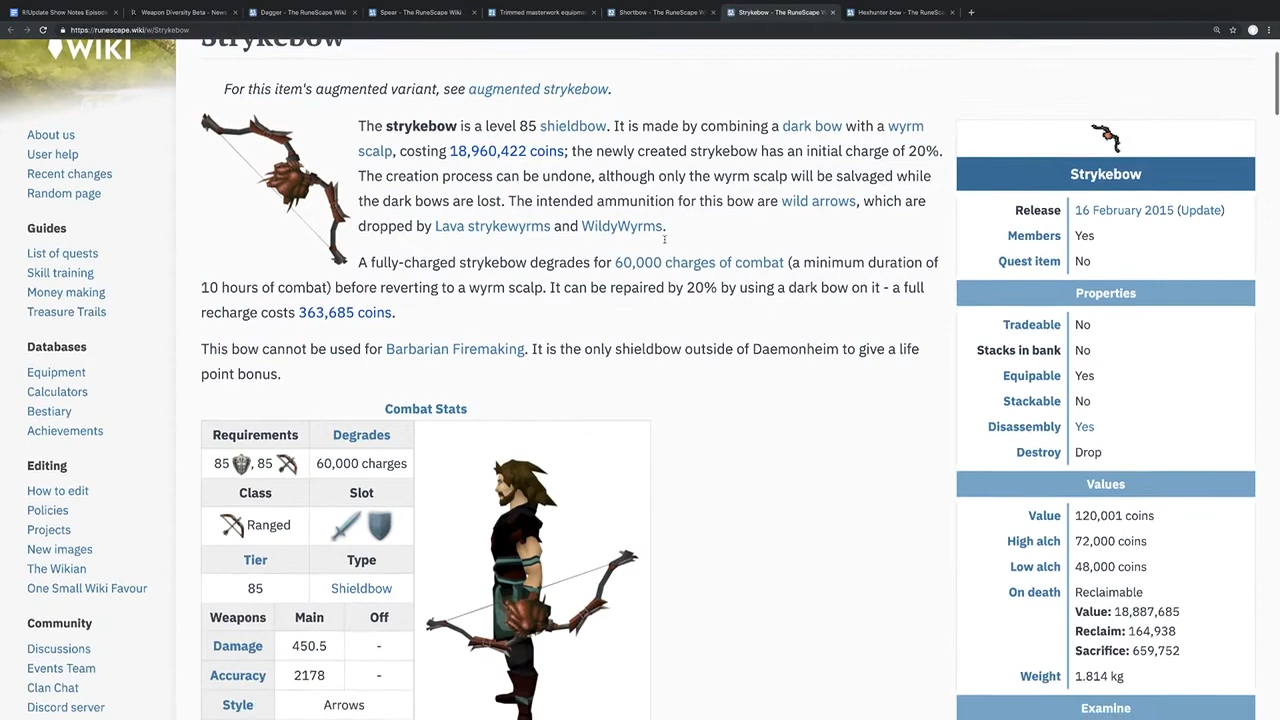 R/Update Show Notes Episode
Weapon Diversity Beta - News
Dagger - The RuneScape Wiki
Spear - The RuneScape Wiki
Trimmed masterwork equipme
Shortbow - The RuneScape W
Strykebow - The RuneScape W
Hexhunter bow - The RuneSc
https://runescape.wiki/w/Strykebow
WIKI
About us
User help
Recent changes
Random page
Guides
List of quests
Skill training
Money making
Treasure Trails
Databases
Equipment
Calculators
Bestiary
Achievements
Editing
How to edit
Policies
Projects
New images
The Wikian
One Small Wiki Favour
Community
Discussions
Events Team
Clan Chat
Discord server
Strykebow
For this item's augmented variant, see augmented strykebow.
The strykebow is a level 85 shieldbow. It is made by combining a dark bow with a wyrm
scalp, costing 18,960,422 coins; the newly created strykebow has an initial charge of 20%.
The creation process can be undone, although only the wyrm scalp will be salvaged while
the dark bows are lost. The intended ammunition for this bow are wild arrows, which are
dropped by Lava strykewyrms and WildyWyrms.
A fully-charged strykebow degrades for 60,000 charges of combat (a minimum duration of
10 hours of combat) before reverting to a wyrm scalp. It can be repaired by 20% by using a dark bow on it - a full
recharge costs 363,685 coins.
This bow cannot be used for Barbarian Firemaking. It is the only shieldbow outside of Daemonheim to give a life
point bonus.
Combat Stats
Requirements Degrades
85 , 85 60,000 charges
Class Slot
Ranged
Tier Type
85 Shieldbow
Weapons Main Off
Damage 450.5 -
Accuracy 2178 -
Style Arrows
Strykebow
Release 16 February 2015 (Update)
Members Yes
Quest item No
Properties
Tradeable No
Stacks in bank No
Equipable Yes
Stackable No
Disassembly Yes
Destroy Drop
Values
Value 120,001 coins
High alch 72,000 coins
Low alch 48,000 coins
On death Reclaimable
Value: 18,887,685
Reclaim: 164,938
Sacrifice: 659,752
Weight 1.814 kg
Examine